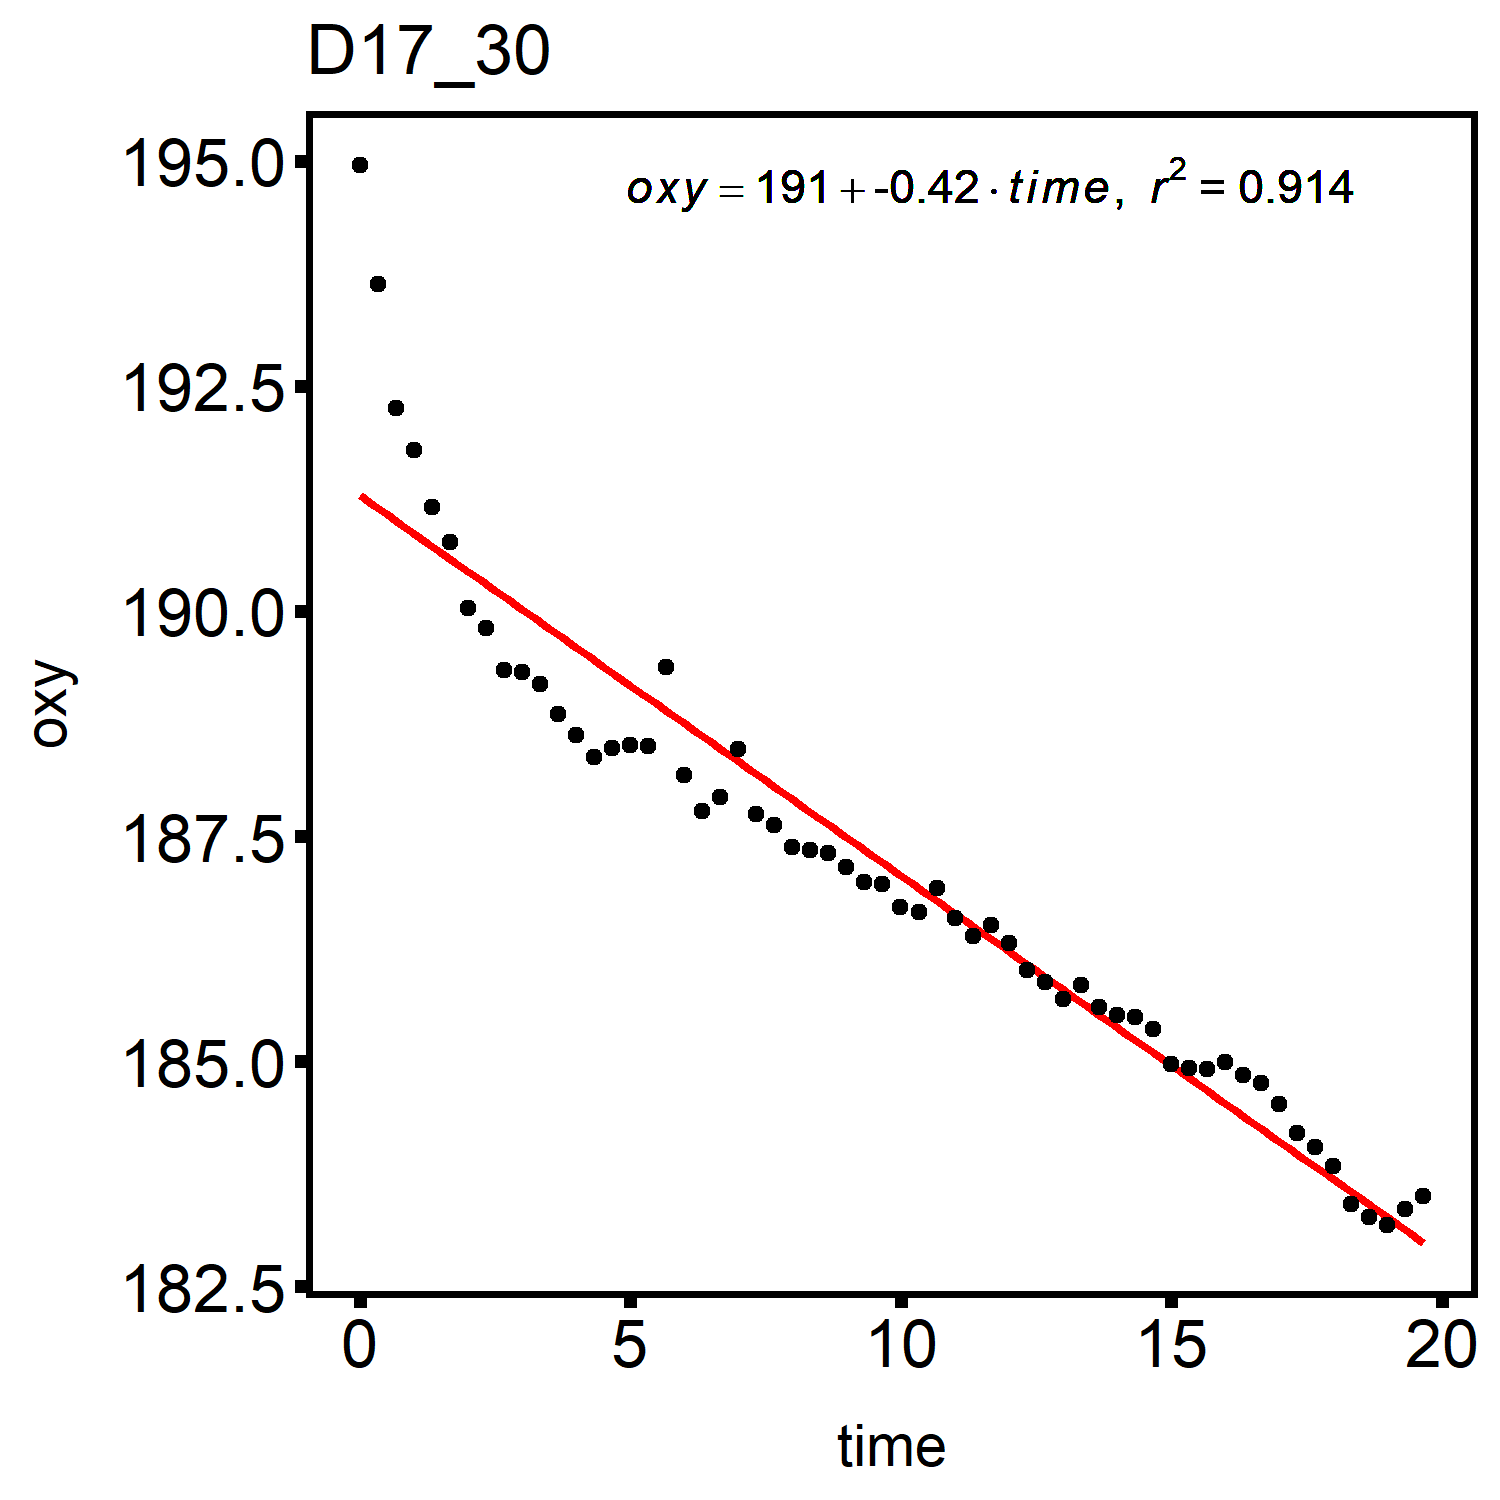 D17_30
oxy = 191 + -0.42 · time, r² = 0.914
195.0
192.5
190.0
187.5
185.0
182.5
oxy
0 5 10 15 20
time